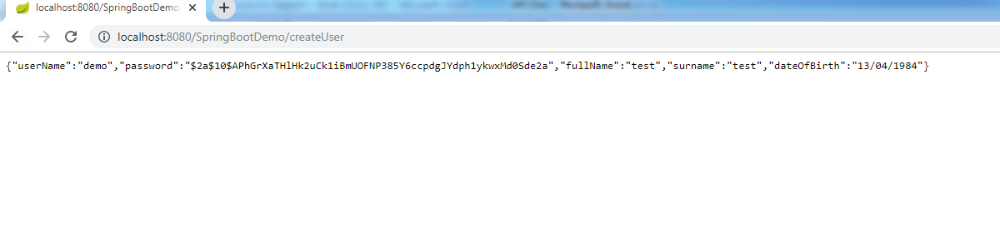 localhost:8080/SpringBootDemo
localhost:8080/SpringBootDemo/createUser
{"userName":"demo","password":"$2a$10$APhGrXaTHlHk2uCk1iBmUOFNP385Y6ccpdgJYdph1ykwxMd0Sde2a","fullName":"test","surname":"test","dateOfBirth":"13/04/1984"}